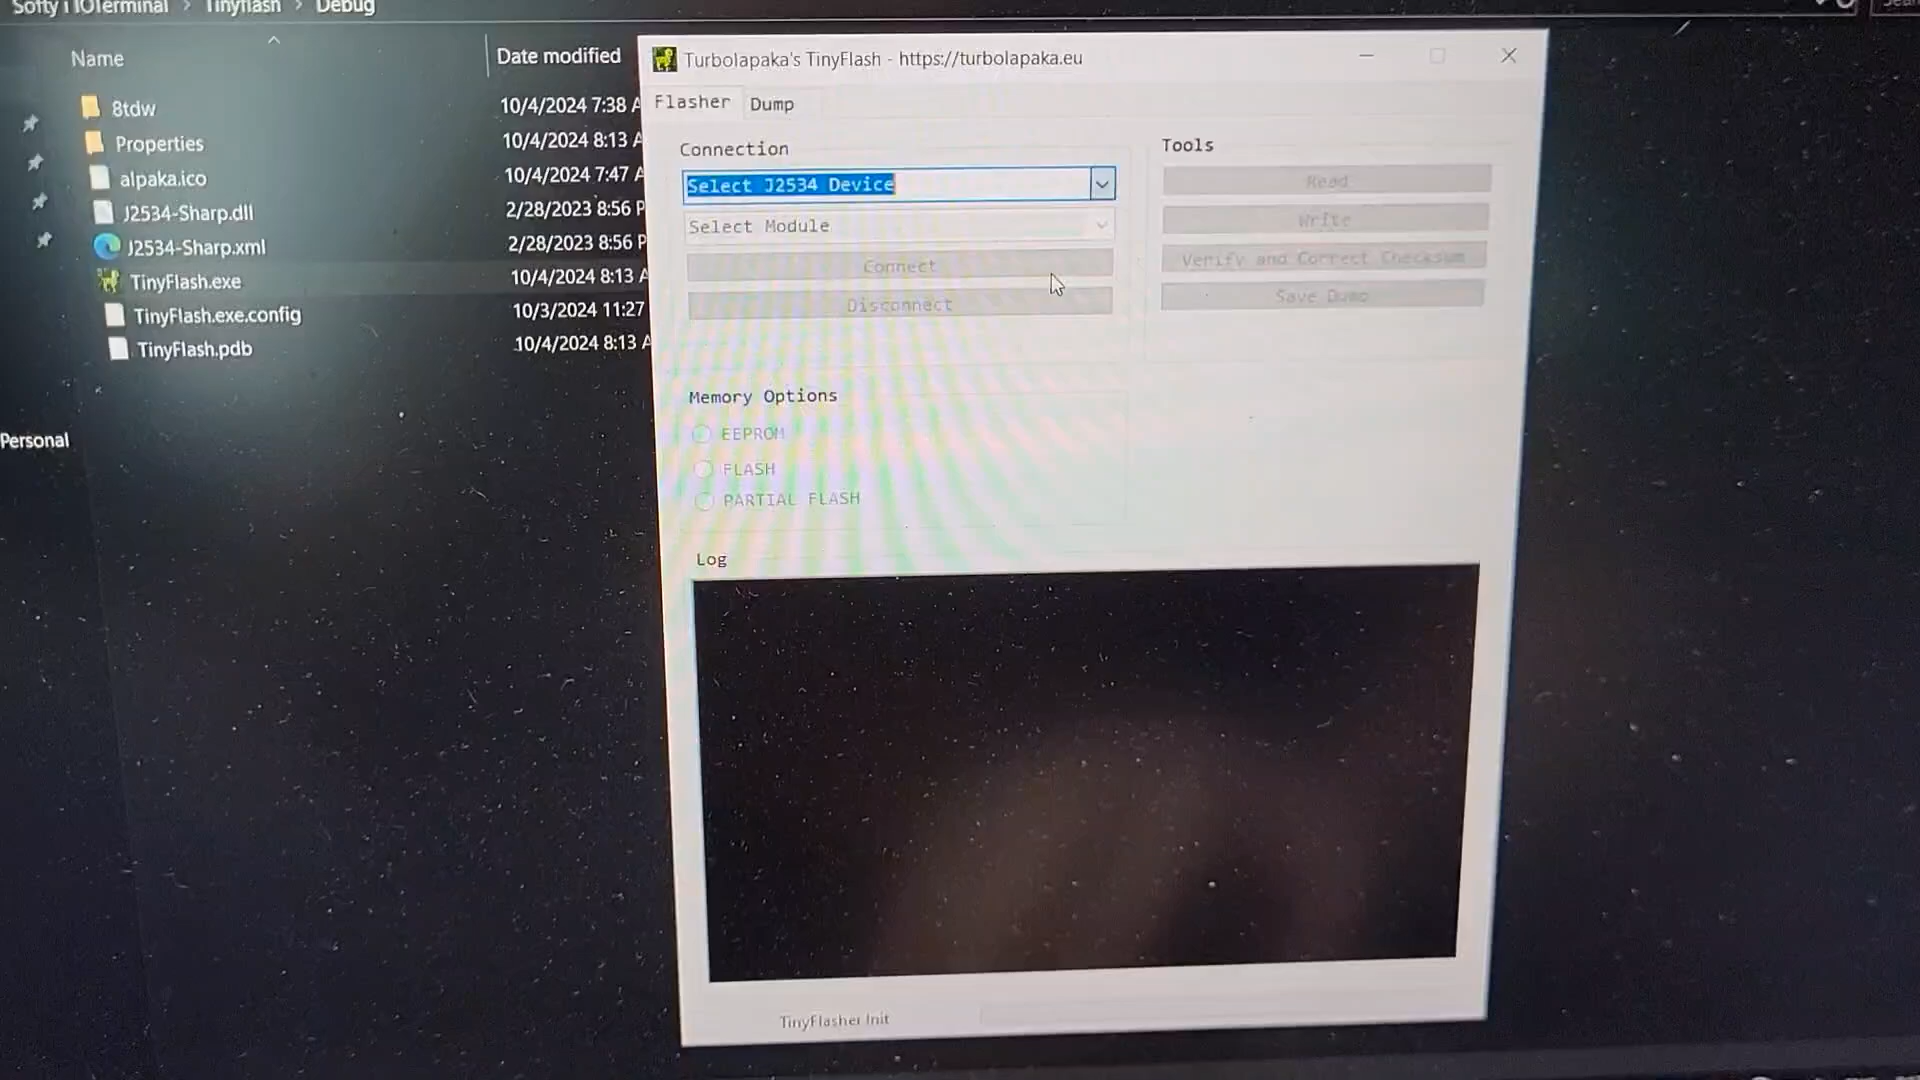 Tinyflash > Debug
Name
Date modified
8tdw
10/4/2024 7:38 A
Properties
10/4/2024 8:13 A
alpaka.ico
10/4/2024 7:47 A
J2534-Sharp.dll
2/28/2023 8:56 P
J2534-Sharp.xml
2/28/2023 8:56 P
TinyFlash.exe
10/4/2024 8:13 A
TinyFlash.exe.config
10/3/2024 11:27
TinyFlash.pdb
10/4/2024 8:13 A
Personal
Turbolapaka's TinyFlash - https://turbolapaka.eu
Flasher
Dump
Connection
Select J2534 Device
Select Module
Connect
Disconnect
Tools
Read
Write
Verify and Correct Checksum
Save Dump
Memory Options
EEPROM
FLASH
PARTIAL FLASH
Log
TinyFlasher Init